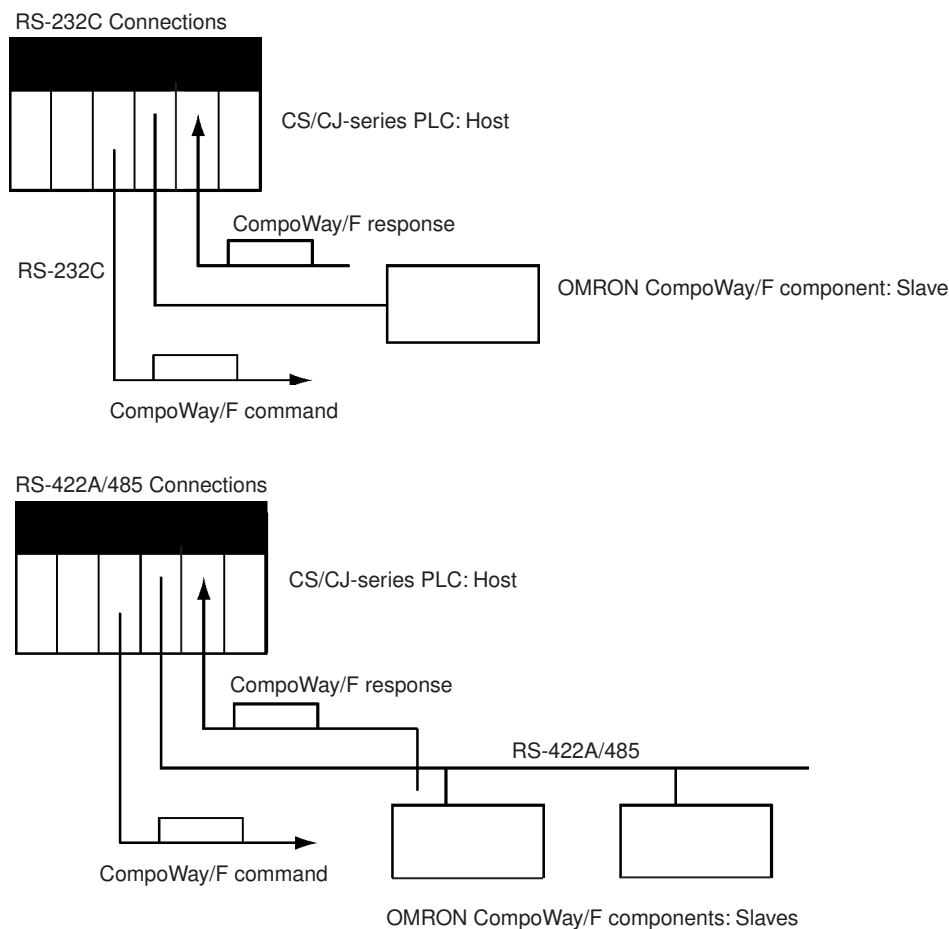 RS-232C Connections
CS/CJ-series PLC: Host
CompoWay/F response
RS-232C
OMRON CompoWay/F component: Slave
CompoWay/F command
RS-422A/485 Connections
CS/CJ-series PLC: Host
CompoWay/F response
RS-422A/485
CompoWay/F command
OMRON CompoWay/F components: Slaves